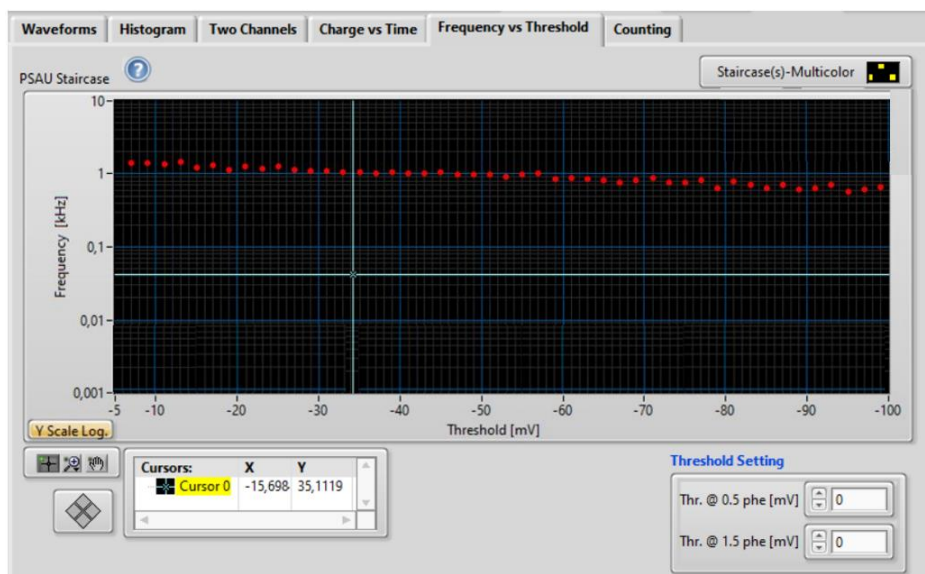 Waveforms Histogram Two Channels Charge vs Time Frequency vs Threshold Counting
PSAU Staircase ? Staircase(s)-Multicolor
10
1
0,1
0,01
0,001
Frequency [kHz]
-5 -10 -20 -30 -40 -50 -60 -70 -80 -90 -100
Threshold [mV]
Y Scale Log.
Cursors: X Y
Cursor 0 -15,698 35,1119
Threshold Setting
Thr. @ 0.5 phe [mV] 0
Thr. @ 1.5 phe [mV] 0